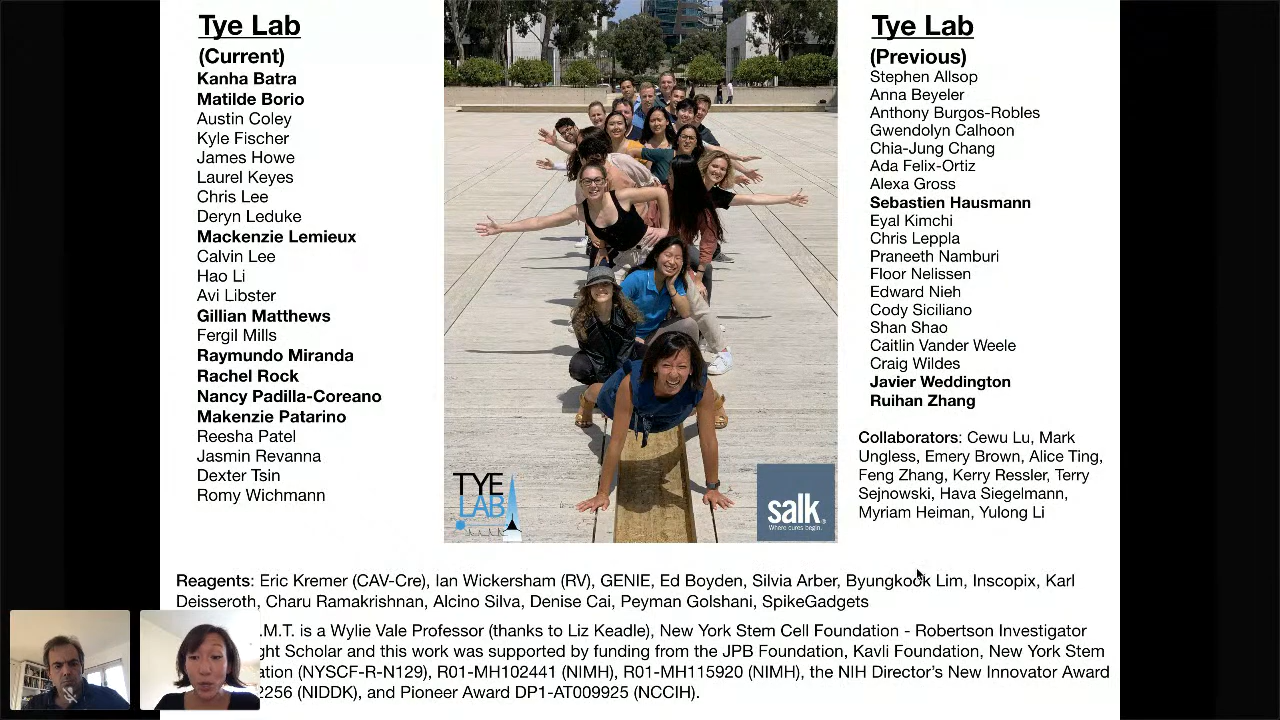 Tye Lab
(Current)
Kanha Batra
Matilde Borio
Austin Coley
Kyle Fischer
James Howe
Laurel Keyes
Chris Lee
Deryn Leduke
Mackenzie Lemieux
Calvin Lee
Hao Li
Avi Libster
Gillian Matthews
Fergil Mills
Raymundo Miranda
Rachel Rock
Nancy Padilla-Coreano
Makenzie Patarino
Reesha Patel
Jasmin Revanna
Dexter Tsin
Romy Wichmann
TYE
LAB
salk
Where cures begin.
Tye Lab
(Previous)
Stephen Allsop
Anna Beyeler
Anthony Burgos-Robles
Gwendolyn Calhoon
Chia-Jung Chang
Ada Felix-Ortiz
Alexa Gross
Sebastien Hausmann
Eyal Kimchi
Chris Leppla
Praneeth Namburi
Floor Nelissen
Edward Nieh
Cody Siciliano
Shan Shao
Caitlin Vander Weele
Craig Wildes
Javier Weddington
Ruihan Zhang
Collaborators: Cewu Lu, Mark
Ungless, Emery Brown, Alice Ting,
Feng Zhang, Kerry Ressler, Terry
Sejnowski, Hava Siegelmann,
Myriam Heiman, Yulong Li
Reagents: Eric Kremer (CAV-Cre), Ian Wickersham (RV), GENIE, Ed Boyden, Silvia Arber, Byungkook Lim, Inscopix, Karl
Deisseroth, Charu Ramakrishnan, Alcino Silva, Denise Cai, Peyman Golshani, SpikeGadgets
.M.T. is a Wylie Vale Professor (thanks to Liz Keadle), New York Stem Cell Foundation - Robertson Investigator
ght Scholar and this work was supported by funding from the JPB Foundation, Kavli Foundation, New York Stem
ation (NYSCF-R-N129), R01-MH102441 (NIMH), R01-MH115920 (NIMH), the NIH Director's New Innovator Award
2256 (NIDDK), and Pioneer Award DP1-AT009925 (NCCIH).